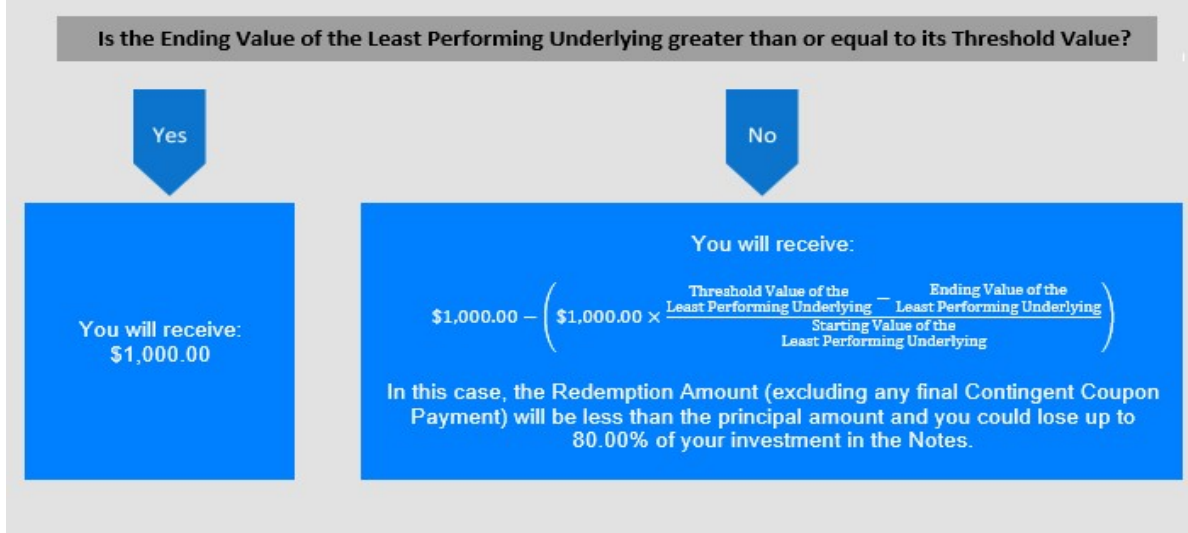 Is the Ending Value of the Least Performing Underlying greater than or equal to its Threshold Value?
Yes
No
You will receive:
$1,000.00
You will receive:
$1,000.00 − ($1,000.00 × (Threshold Value of the Least Performing Underlying − Ending Value of the Least Performing Underlying) / Starting Value of the Least Performing Underlying)
In this case, the Redemption Amount (excluding any final Contingent Coupon
Payment) will be less than the principal amount and you could lose up to
80.00% of your investment in the Notes.